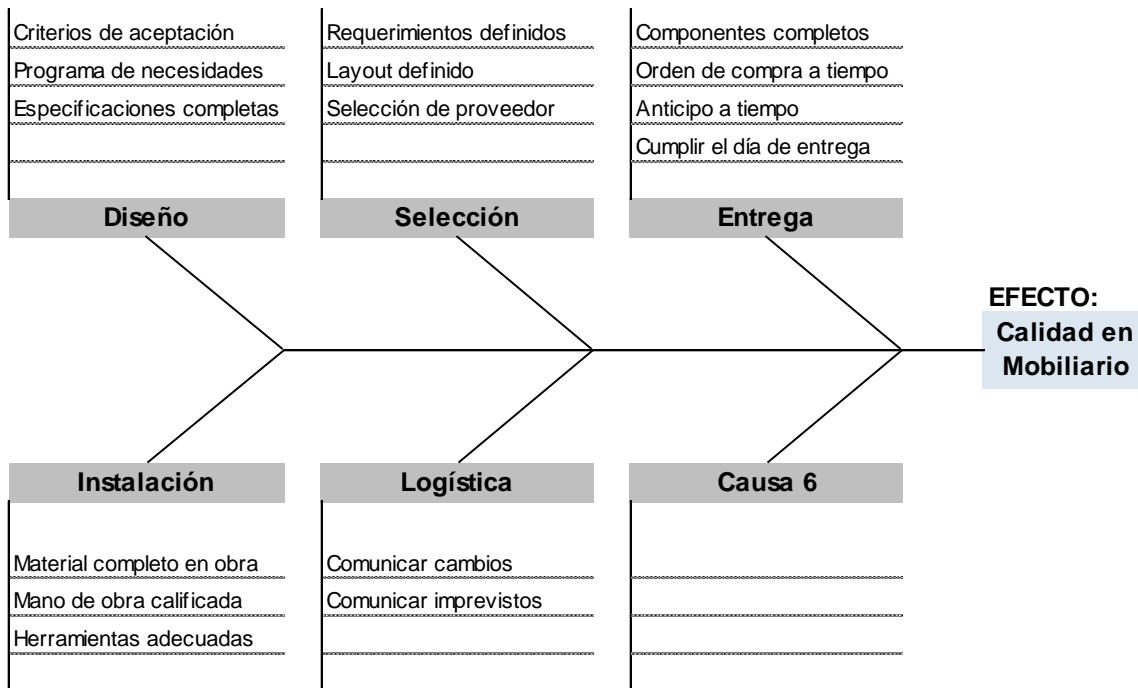 Criterios de aceptación
Programa de necesidades
Especificaciones completas
Diseño
Requerimientos definidos
Layout definido
Selección de proveedor
Selección
Componentes completos
Orden de compra a tiempo
Anticipo a tiempo
Cumplir el día de entrega
Entrega
EFECTO:
Calidad en
Mobiliario
Instalación
Material completo en obra
Mano de obra calificada
Herramientas adecuadas
Logística
Comunicar cambios
Comunicar imprevistos
Causa 6